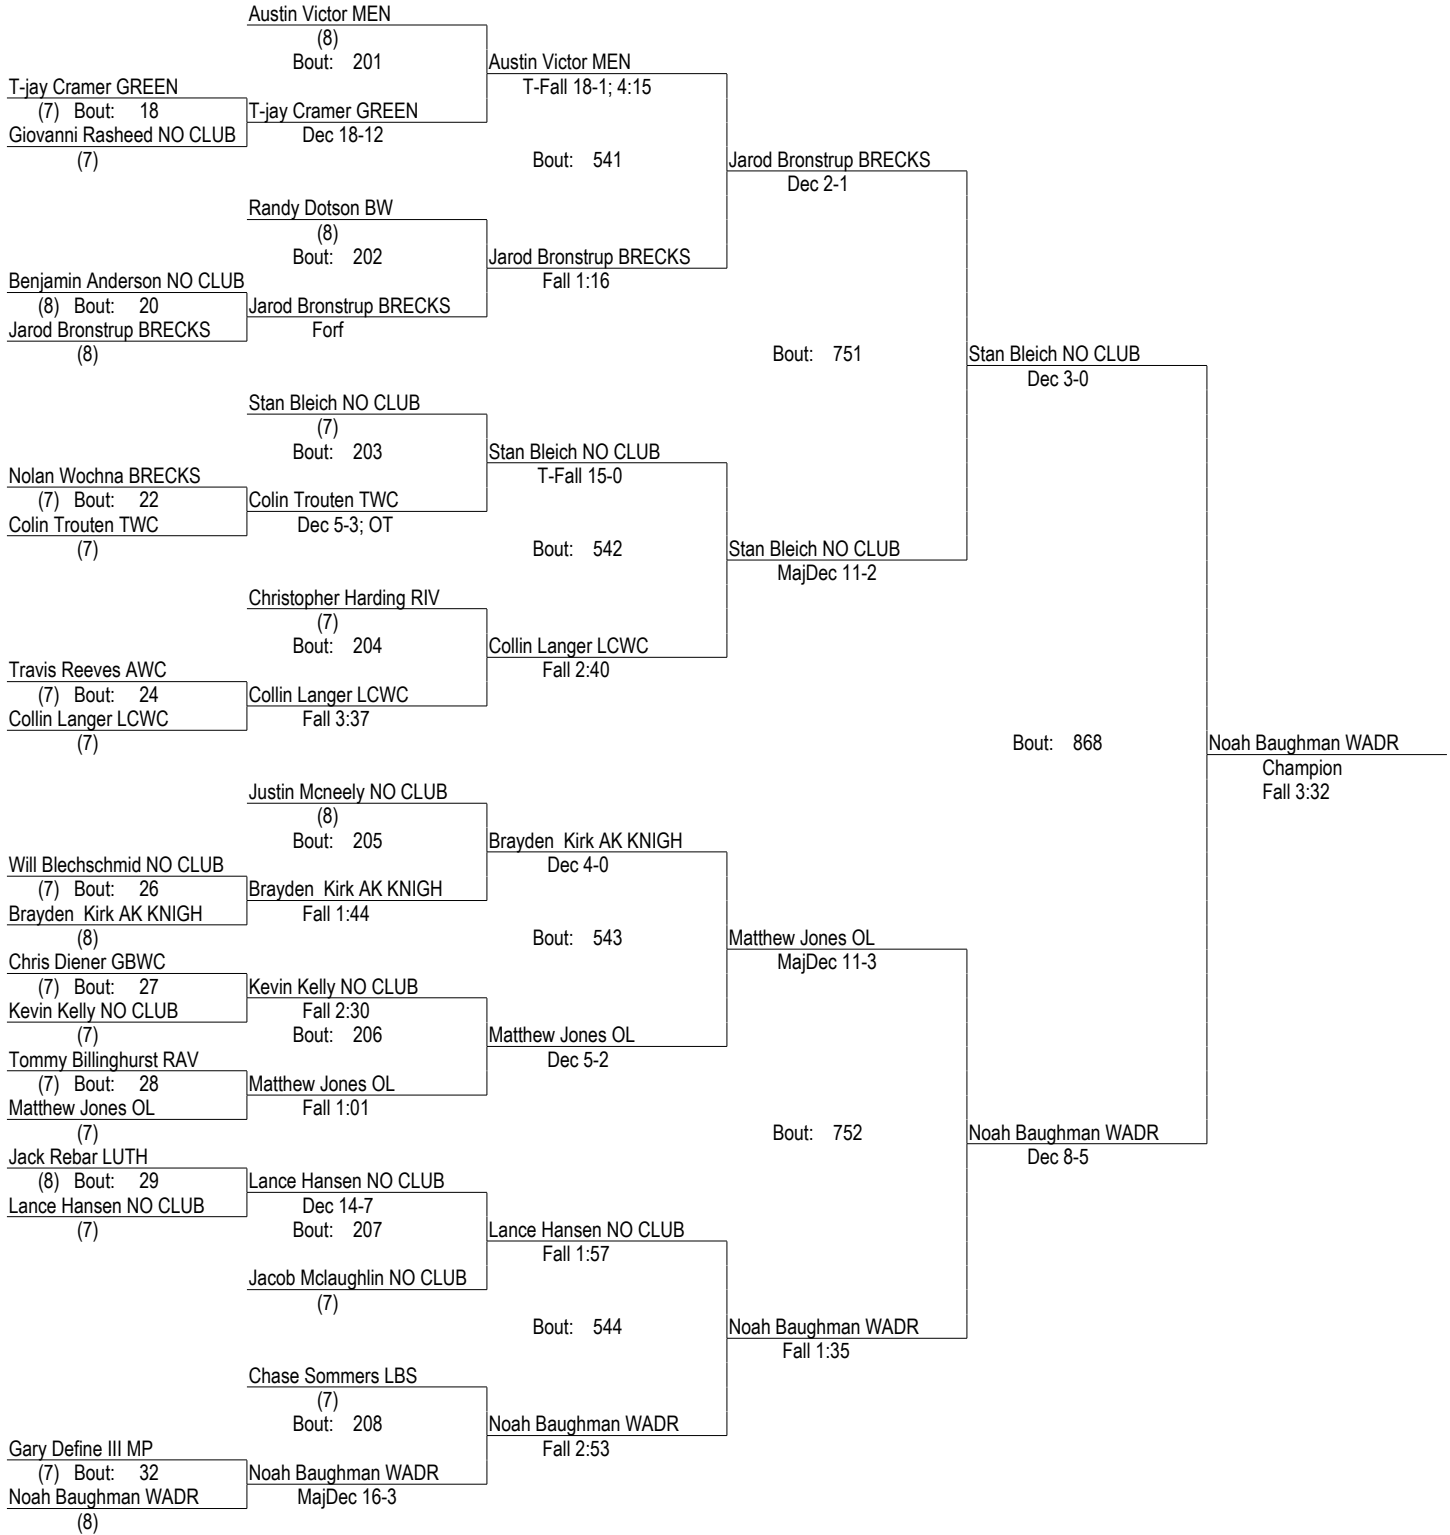 Austin Victor MEN
(8)
Bout: 201
Austin Victor MEN
T-Fall 18-1; 4:15
T-jay Cramer GREEN
(7) Bout: 18
T-jay Cramer GREEN
Dec 18-12
Giovanni Rasheed NO CLUB
(7)
Bout: 541
Jarod Bronstrup BRECKS
Dec 2-1
Randy Dotson BW
(8)
Bout: 202
Jarod Bronstrup BRECKS
Fall 1:16
Benjamin Anderson NO CLUB
(8) Bout: 20
Jarod Bronstrup BRECKS
Forf
Jarod Bronstrup BRECKS
(8)
Bout: 751
Stan Bleich NO CLUB
Dec 3-0
Stan Bleich NO CLUB
(7)
Bout: 203
Stan Bleich NO CLUB
T-Fall 15-0
Nolan Wochna BRECKS
(7) Bout: 22
Colin Trouten TWC
Dec 5-3; OT
Colin Trouten TWC
(7)
Bout: 542
Stan Bleich NO CLUB
MajDec 11-2
Christopher Harding RIV
(7)
Bout: 204
Collin Langer LCWC
Fall 2:40
Travis Reeves AWC
(7) Bout: 24
Collin Langer LCWC
Fall 3:37
Collin Langer LCWC
(7)
Bout: 868
Noah Baughman WADR
Champion
Fall 3:32
Justin Mcneely NO CLUB
(8)
Bout: 205
Brayden Kirk AK KNIGH
Dec 4-0
Will Blechschmid NO CLUB
(7) Bout: 26
Brayden Kirk AK KNIGH
Fall 1:44
Brayden Kirk AK KNIGH
(8)
Bout: 543
Matthew Jones OL
MajDec 11-3
Chris Diener GBWC
(7) Bout: 27
Kevin Kelly NO CLUB
Fall 2:30
Kevin Kelly NO CLUB
(7)
Bout: 206
Matthew Jones OL
Dec 5-2
Tommy Billinghurst RAV
(7) Bout: 28
Matthew Jones OL
Fall 1:01
Matthew Jones OL
(7)
Bout: 752
Noah Baughman WADR
Dec 8-5
Jack Rebar LUTH
(8) Bout: 29
Lance Hansen NO CLUB
Dec 14-7
Lance Hansen NO CLUB
(7)
Bout: 207
Lance Hansen NO CLUB
Fall 1:57
Jacob Mclaughlin NO CLUB
(7)
Bout: 544
Noah Baughman WADR
Fall 1:35
Chase Sommers LBS
(7)
Bout: 208
Noah Baughman WADR
Fall 2:53
Gary Define III MP
(7) Bout: 32
Noah Baughman WADR
MajDec 16-3
Noah Baughman WADR
(8)